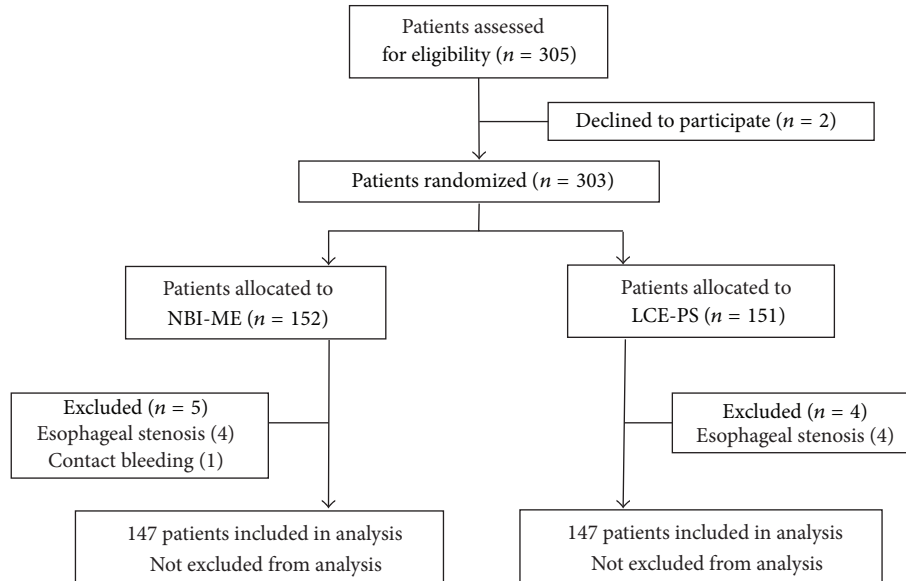 Patients assessed
for eligibility (n = 305)
Declined to participate (n = 2)
Patients randomized (n = 303)
Patients allocated to
NBI-ME (n = 152)
Patients allocated to
LCE-PS (n = 151)
Excluded (n = 5)
Esophageal stenosis (4)
Contact bleeding (1)
Excluded (n = 4)
Esophageal stenosis (4)
147 patients included in analysis
Not excluded from analysis
147 patients included in analysis
Not excluded from analysis